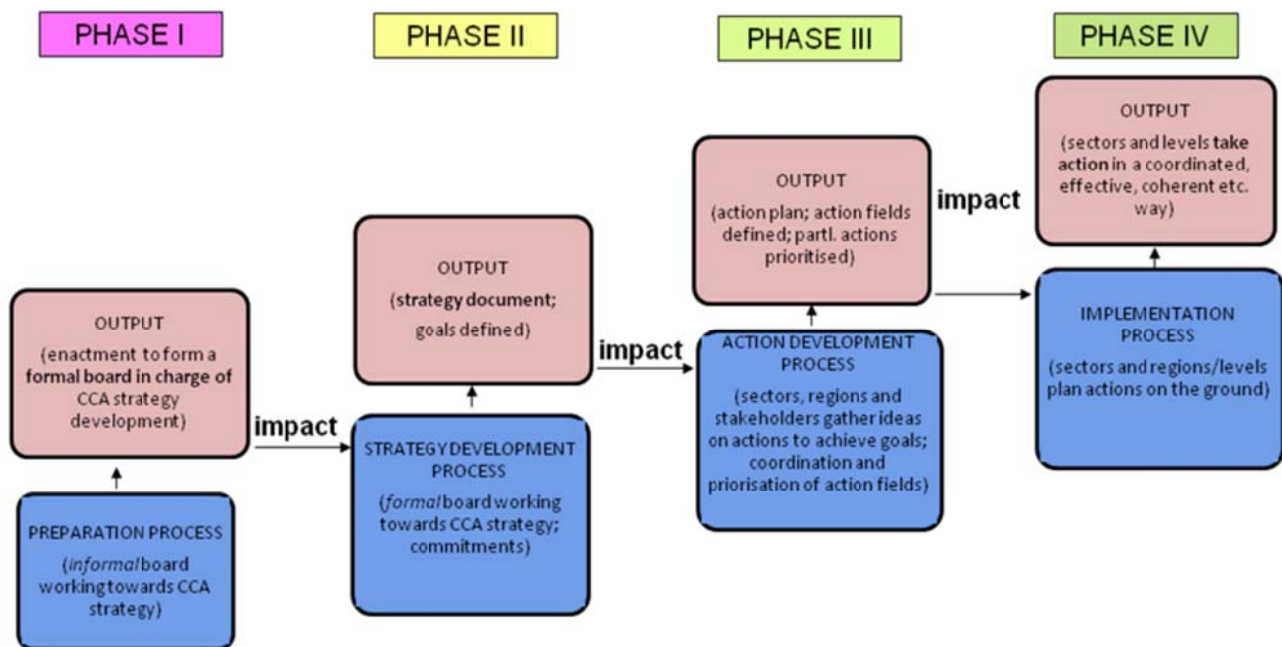 PHASE I
PHASE II
PHASE III
PHASE IV
OUTPUT
(enactment to form a
formal board in charge of
CCA strategy
development)
PREPARATION PROCESS
(informal board
working towards CCA
strategy)
impact
OUTPUT
(strategy document;
goals defined)
STRATEGY DEVELOPMENT
PROCESS
(formal board working
towards CCA strategy;
commitments)
impact
OUTPUT
(action plan; action fields
defined; partl. actions
prioritised)
ACTION DEVELOPMENT
PROCESS
(sectors, regions and
stakeholders gather ideas
on actions to achieve goals;
coordination and
priorisation of action fields)
impact
OUTPUT
(sectors and levels take
action in a coordinated,
effective, coherent etc.
way)
IMPLEMENTATION
PROCESS
(sectors and regions/levels
plan actions on the ground)